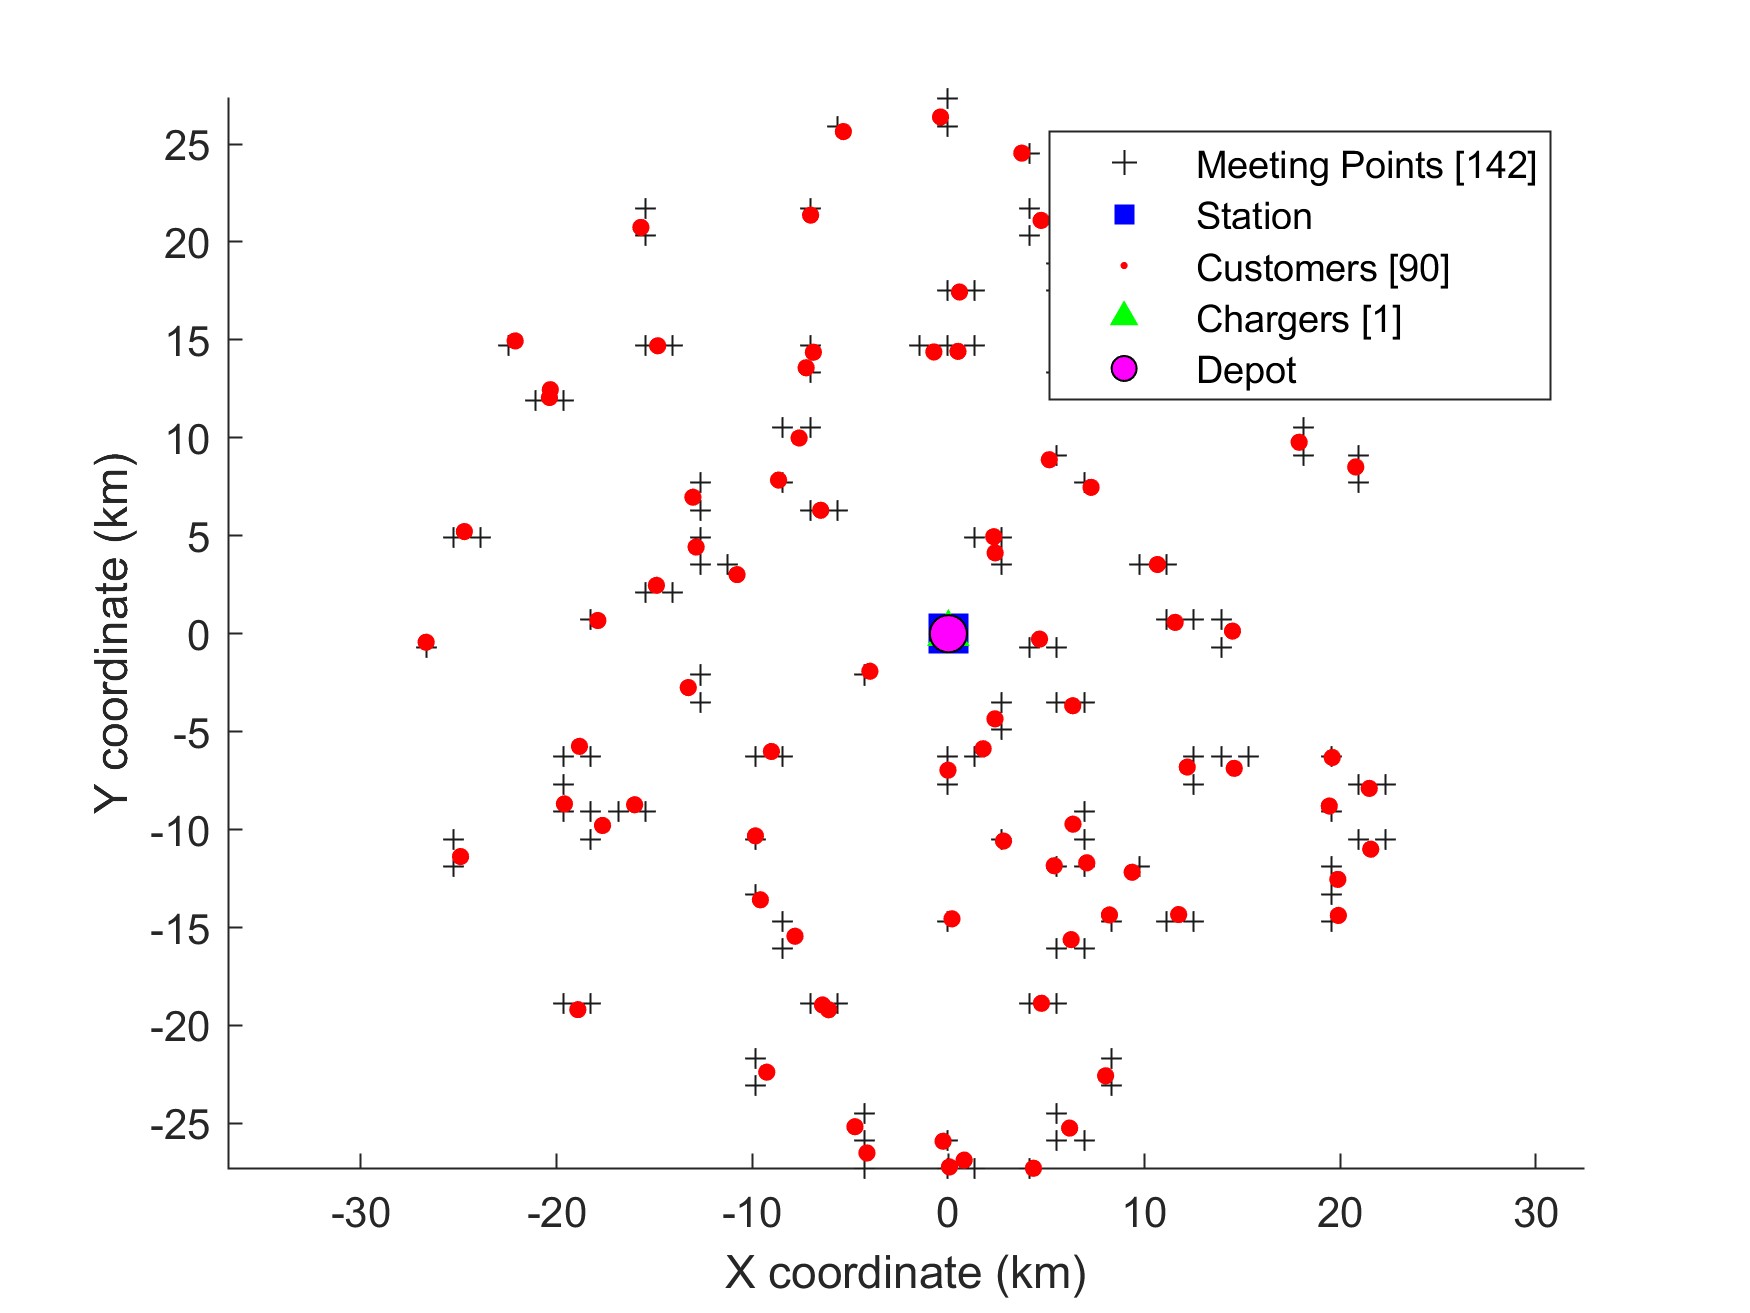 25
20
15
10
5
0
-5
-10
-15
-20
-25
Y coordinate (km)
Meeting Points [142]
Station
Customers [90]
Chargers [1]
Depot
-30
-20
-10
0
10
20
30
X coordinate (km)